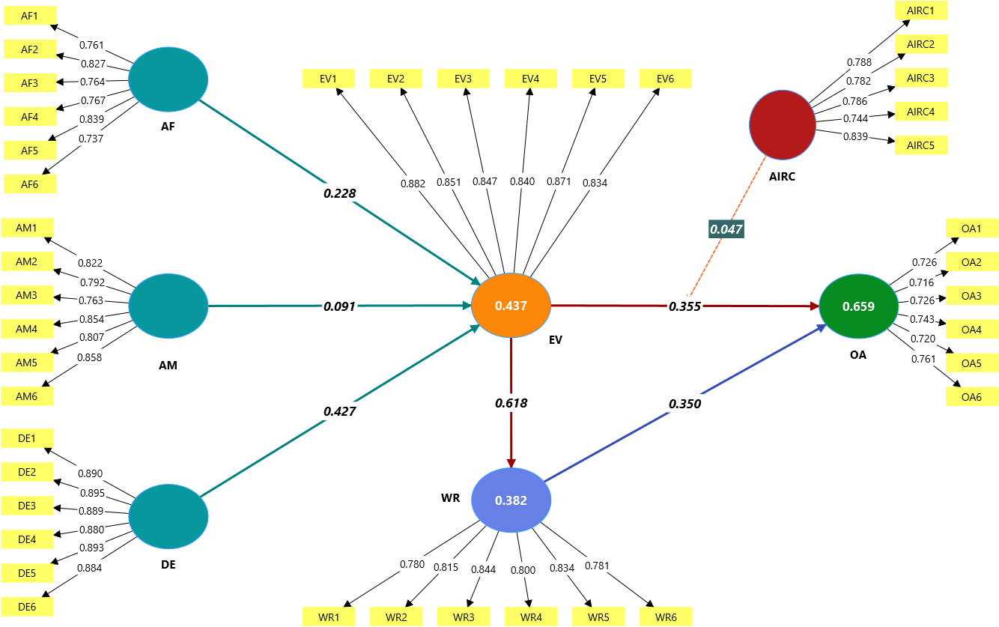 AF1
AF2
AF3
AF4
AF5
AF6
0.761
0.827
0.764
0.767
0.839
0.737
AF
AM1
AM2
AM3
AM4
AM5
AM6
0.822
0.792
0.763
0.854
0.807
0.858
AM
DE1
DE2
DE3
DE4
DE5
DE6
0.890
0.895
0.889
0.880
0.893
0.884
DE
0.228
0.091
0.427
EV1
EV2
EV3
EV4
EV5
EV6
0.882
0.851
0.847
0.840
0.871
0.834
0.437
EV
0.618
WR
0.382
0.780
0.815
0.844
0.800
0.834
0.781
WR1
WR2
WR3
WR4
WR5
WR6
0.355
0.350
0.047
AIRC
0.788
0.782
0.786
0.744
0.839
AIRC1
AIRC2
AIRC3
AIRC4
AIRC5
0.659
OA
0.726
0.716
0.726
0.743
0.720
0.761
OA1
OA2
OA3
OA4
OA5
OA6